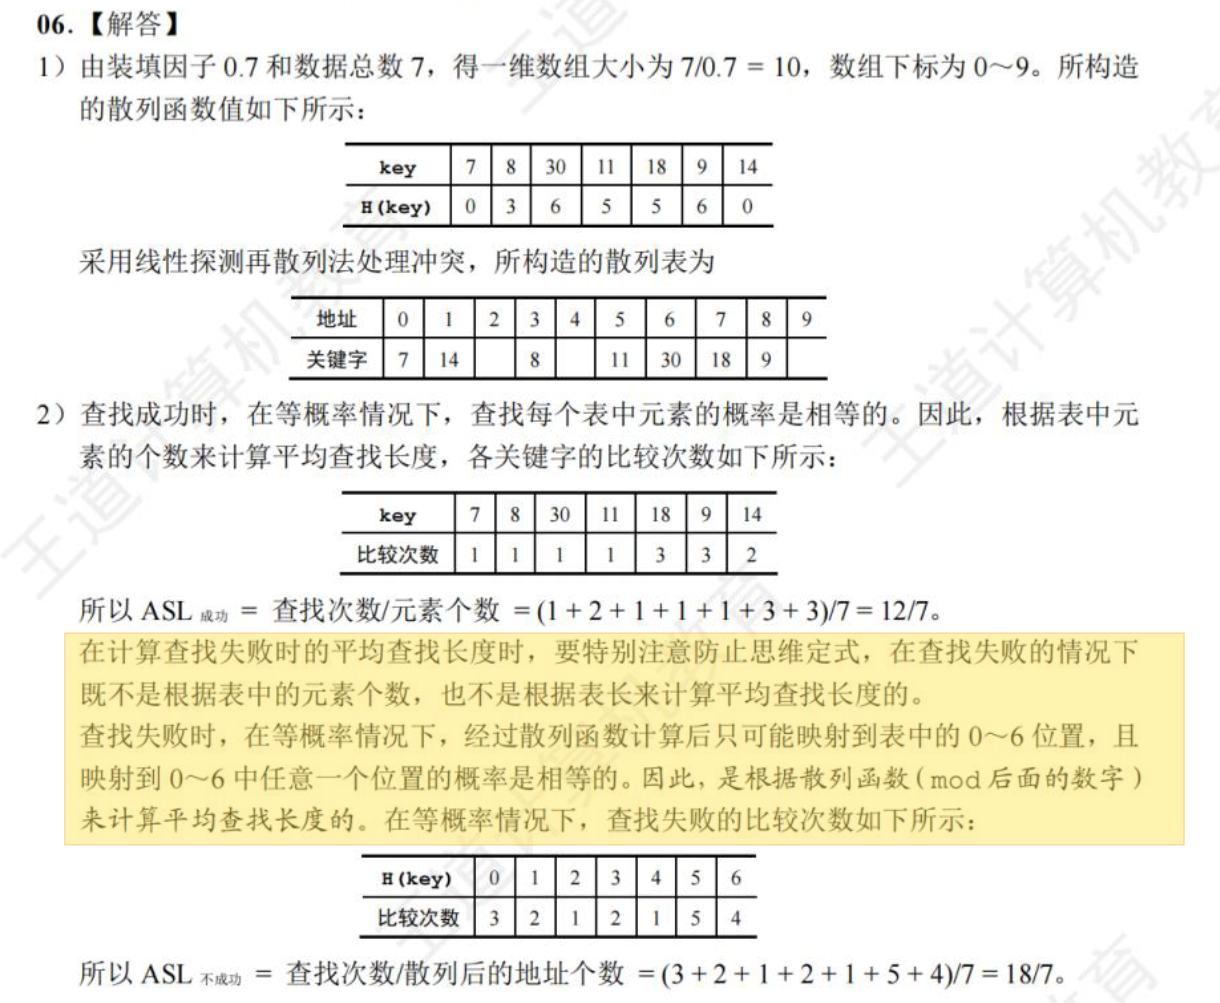 06.【解答】
1）由装填因子 0.7 和数据总数 7，得一维数组大小为 7/0.7 = 10，数组下标为 0～9。所构造
的散列函数值如下所示：
key 7 8 30 11 18 9 14
H(key) 0 3 6 5 5 6 0
采用线性探测再散列法处理冲突，所构造的散列表为
地址 0 1 2 3 4 5 6 7 8 9
关键字 7 14 8 11 30 18 9
2）查找成功时，在等概率情况下，查找每个表中元素的概率是相等的。因此，根据表中元
素的个数来计算平均查找长度，各关键字的比较次数如下所示：
key 7 8 30 11 18 9 14
比较次数 1 1 1 1 3 3 2
所以 ASL 成功 = 查找次数/元素个数 = (1 + 2 + 1 + 1 + 1 + 3 + 3)/7 = 12/7。
在计算查找失败时的平均查找长度时，要特别注意防止思维定式，在查找失败的情况下
既不是根据表中的元素个数，也不是根据表长来计算平均查找长度的。
查找失败时，在等概率情况下，经过散列函数计算后只可能映射到表中的 0～6 位置，且
映射到 0～6 中任意一个位置的概率是相等的。因此，是根据散列函数（mod 后面的数字）
来计算平均查找长度的。在等概率情况下，查找失败的比较次数如下所示：
H(key) 0 1 2 3 4 5 6
比较次数 3 2 1 2 1 5 4
所以 ASL 不成功 = 查找次数/散列后的地址个数 = (3 + 2 + 1 + 2 + 1 + 5 + 4)/7 = 18/7。
王道计算机教育
王道计算机教育